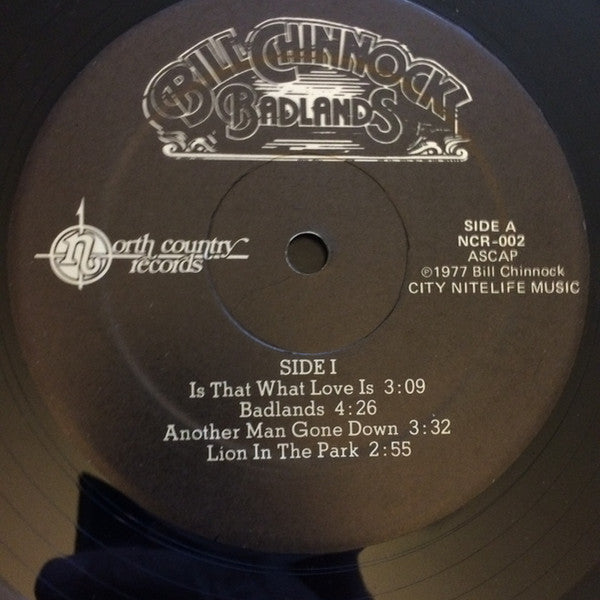 BILL CHINNOCK
BADLANDS
north country
records
SIDE A
NCR-002
ASCAP
℗1977 Bill Chinnock
CITY NITELIFE MUSIC
SIDE I
Is That What Love Is 3:09
Badlands 4:26
Another Man Gone Down 3:32
Lion In The Park 2:55